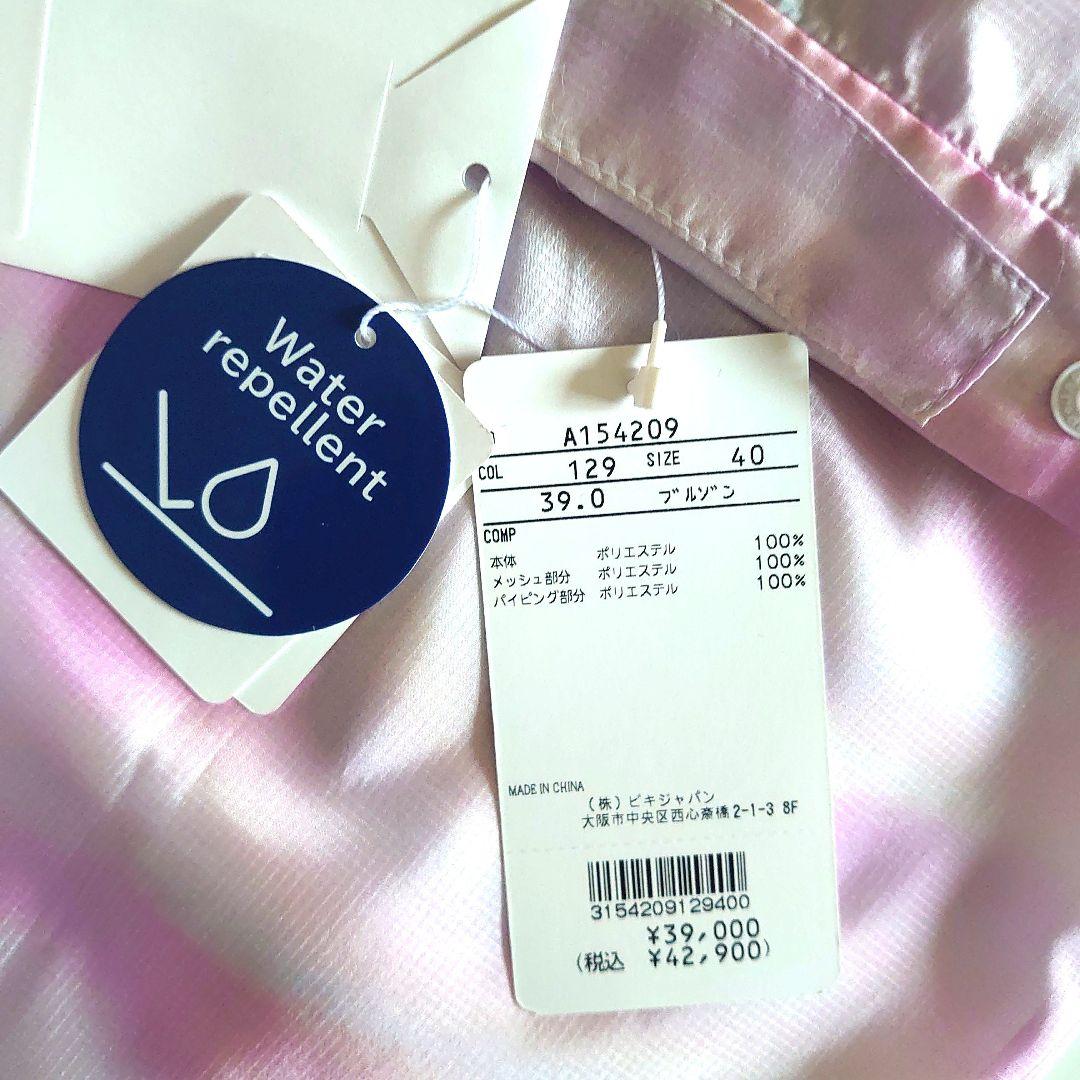 Water
repellent
A154209
COL 129 SIZE 40
39.0 ブルゾン
COMP
本体 ポリエステル 100%
メッシュ部分 ポリエステル 100%
パイピング部分 ポリエステル 100%
MADE IN CHINA
(株)ビキジャパン
大阪市中央区西心斎橋2-1-3 8F
3154209129400
¥39,000
(税込 ¥42,900)